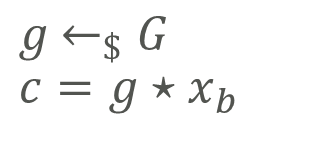 g ←$ G
c = g ⋆ x_b